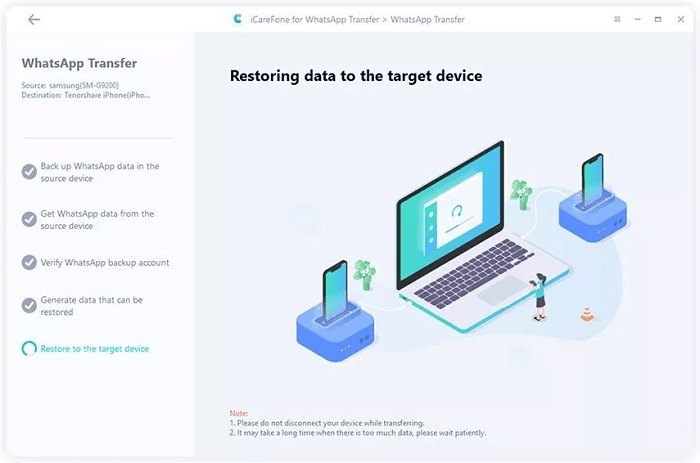 iCareFone for WhatsApp Transfer > WhatsApp Transfer
WhatsApp Transfer
Source: samsung(SM-G9200)
Destination: Tenorshare iPhone(iPho...
Back up WhatsApp data in the
source device
Get WhatsApp data from the
source device
Verify WhatsApp backup account
Generate data that can be
restored
Restore to the target device
Restoring data to the target device
Note:
1. Please do not disconnect your device while transferring.
2. It may take a long time when there is too much data, please wait patiently.